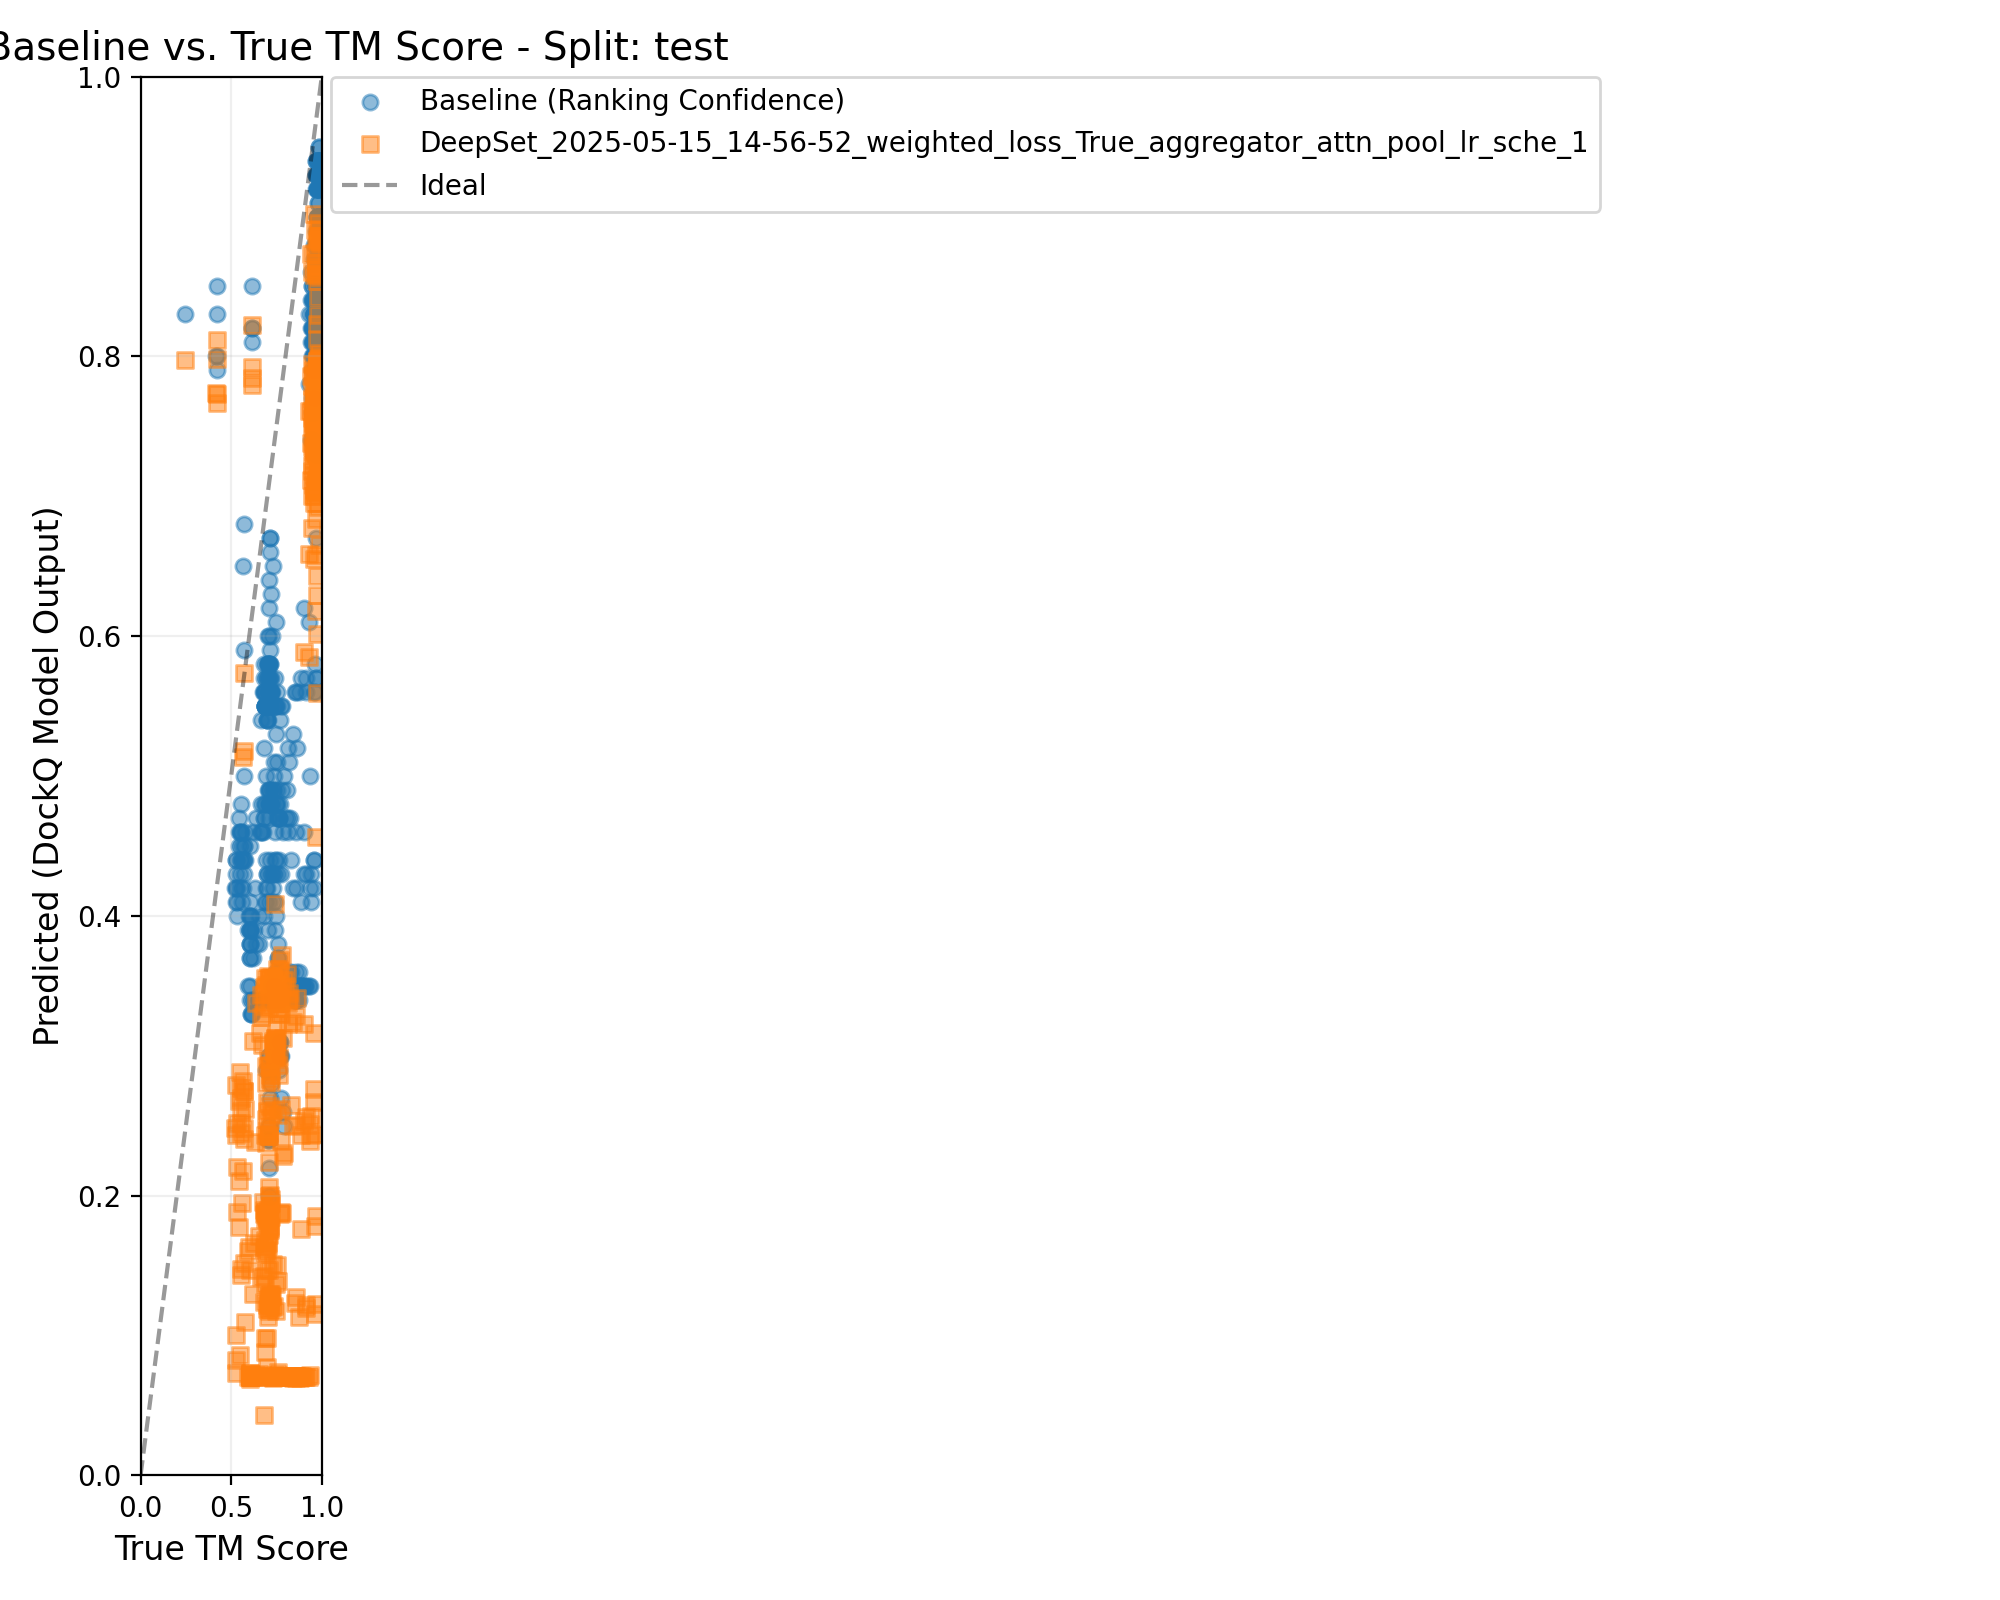 Baseline vs. True TM Score - Split: test
Baseline (Ranking Confidence)
DeepSet_2025-05-15_14-56-52_weighted_loss_True_aggregator_attn_pool_lr_sche_1
Ideal
Predicted (DockQ Model Output)
1.0
0.8
0.6
0.4
0.2
0.0
0.0 0.5 1.0
True TM Score